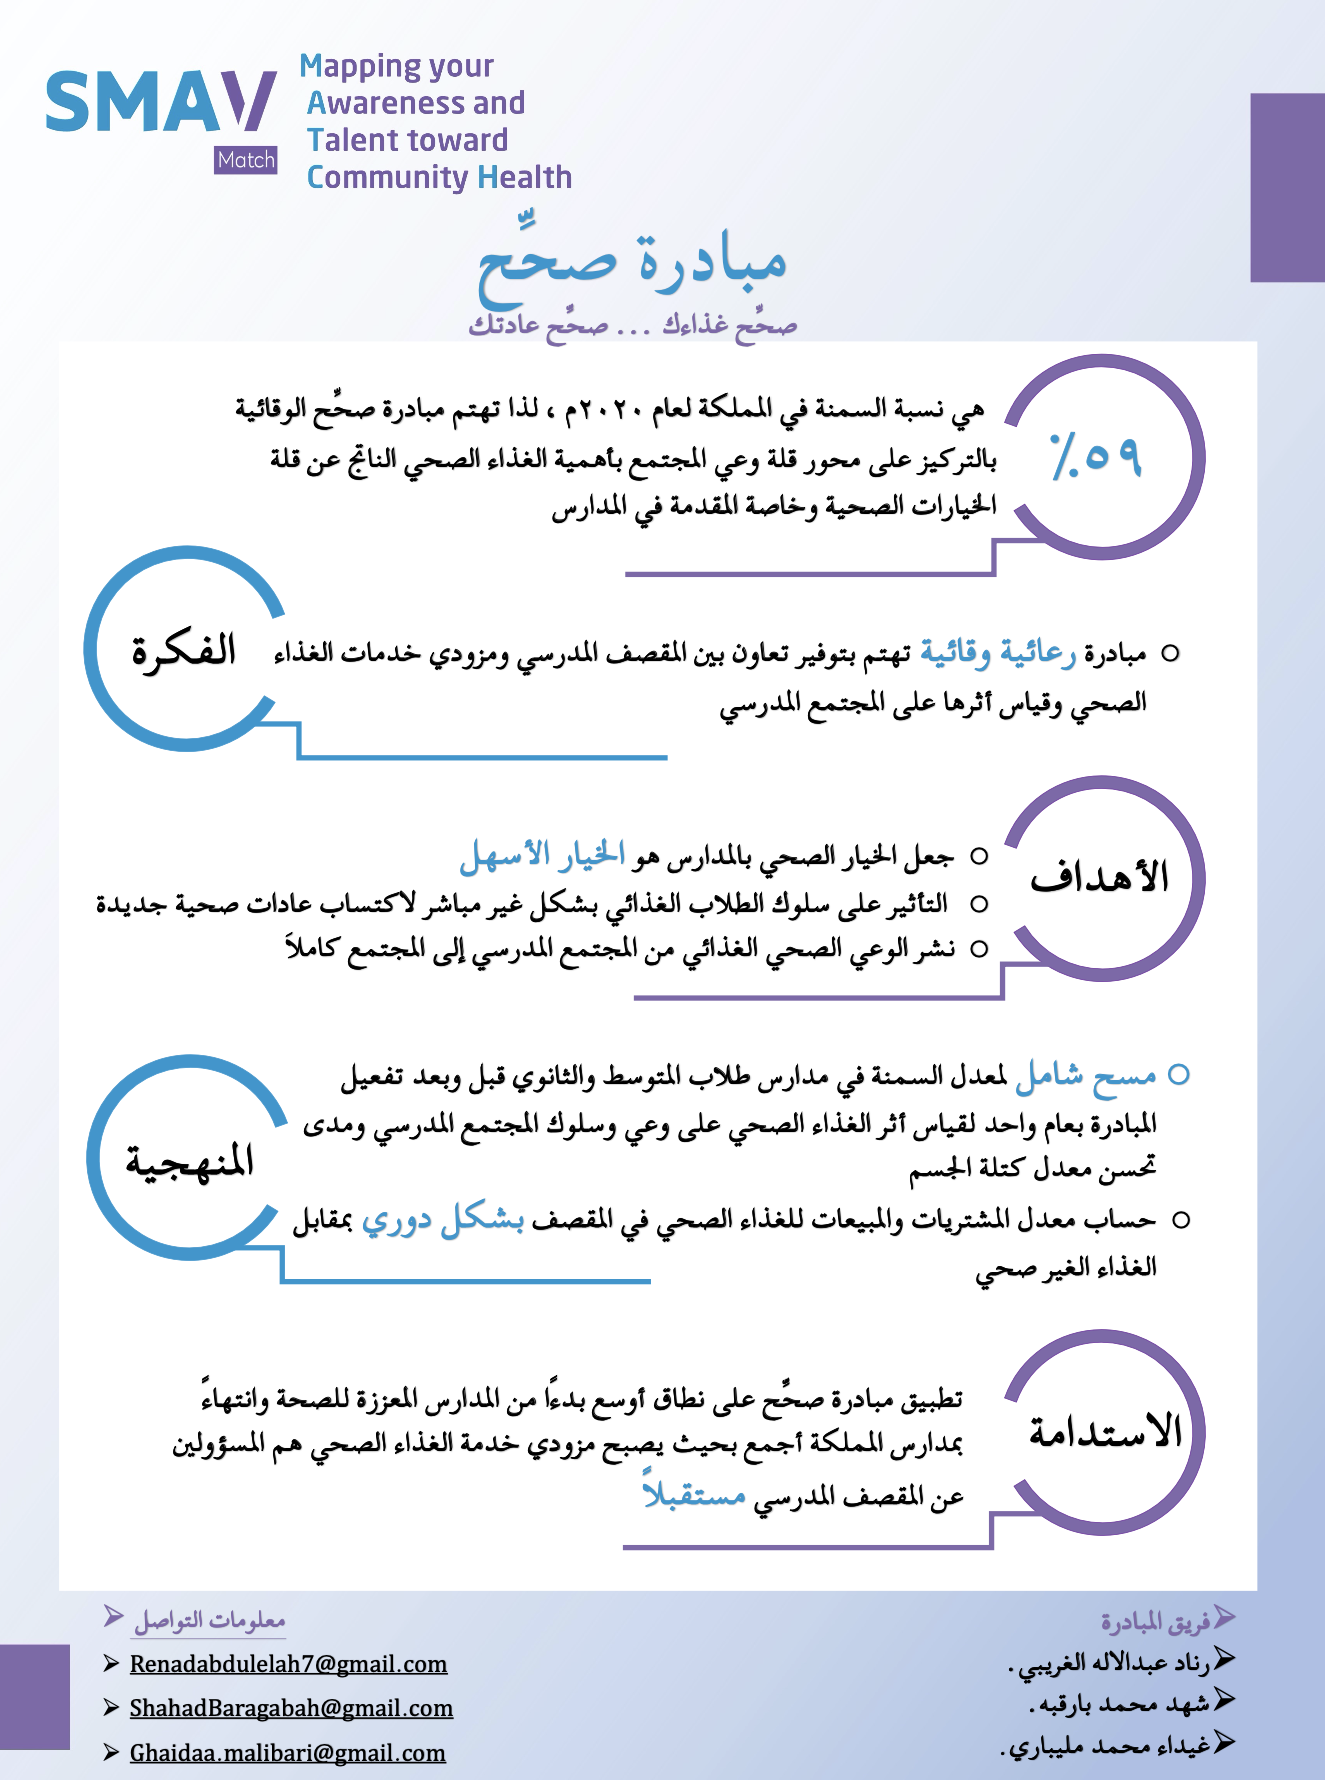 SMAV
Match
Mapping your
Awareness and
Talent toward
Community Health
مبادرة صحِّح
صحِّح غذاءك ... صحِّح عادتك
٥٩٪
هي نسبة السمنة في المملكة لعام ٢٠٢٠م ، لذا تهتم مبادرة صحِّح الوقائية
بالتركيز على محور قلة وعي المجتمع بأهمية الغذاء الصحي الناتج عن قلة
الخيارات الصحية وخاصة المقدمة في المدارس
الفكرة
○ مبادرة رعائية وقائية تهتم بتوفير تعاون بين المقصف المدرسي ومزودي خدمات الغذاء
الصحي وقياس أثرها على المجتمع المدرسي
الأهداف
○ جعل الخيار الصحي بالمدارس هو الخيار الأسهل
○ التأثير على سلوك الطلاب الغذائي بشكل غير مباشر لاكتساب عادات صحية جديدة
○ نشر الوعي الصحي الغذائي من المجتمع المدرسي إلى المجتمع كاملاَ
المنهجية
○ مسح شامل لمعدل السمنة في مدارس طلاب المتوسط والثانوي قبل وبعد تفعيل
المبادرة بعام واحد لقياس أثر الغذاء الصحي على وعي وسلوك المجتمع المدرسي ومدى
تحسن معدل كتلة الجسم
○ حساب معدل المشتريات والمبيعات للغذاء الصحي في المقصف بشكل دوري بمقابل
الغذاء الغير صحي
الاستدامة
تطبيق مبادرة صحِّح على نطاق أوسع بدءًا من المدارس المعززة للصحة وانتهاءً
بمدارس المملكة أجمع بحيث يصبح مزودي خدمة الغذاء الصحي هم المسؤولين
عن المقصف المدرسي مستقبلاً
➢ فريق المبادرة
➢ رناد عبدالاله الغريبي.
➢ شهد محمد بارقبه.
➢ غيداء محمد مليباري.
➢ معلومات التواصل
➢ Renadabdulelah7@gmail.com
➢ ShahadBaragabah@gmail.com
➢ Ghaidaa.malibari@gmail.com